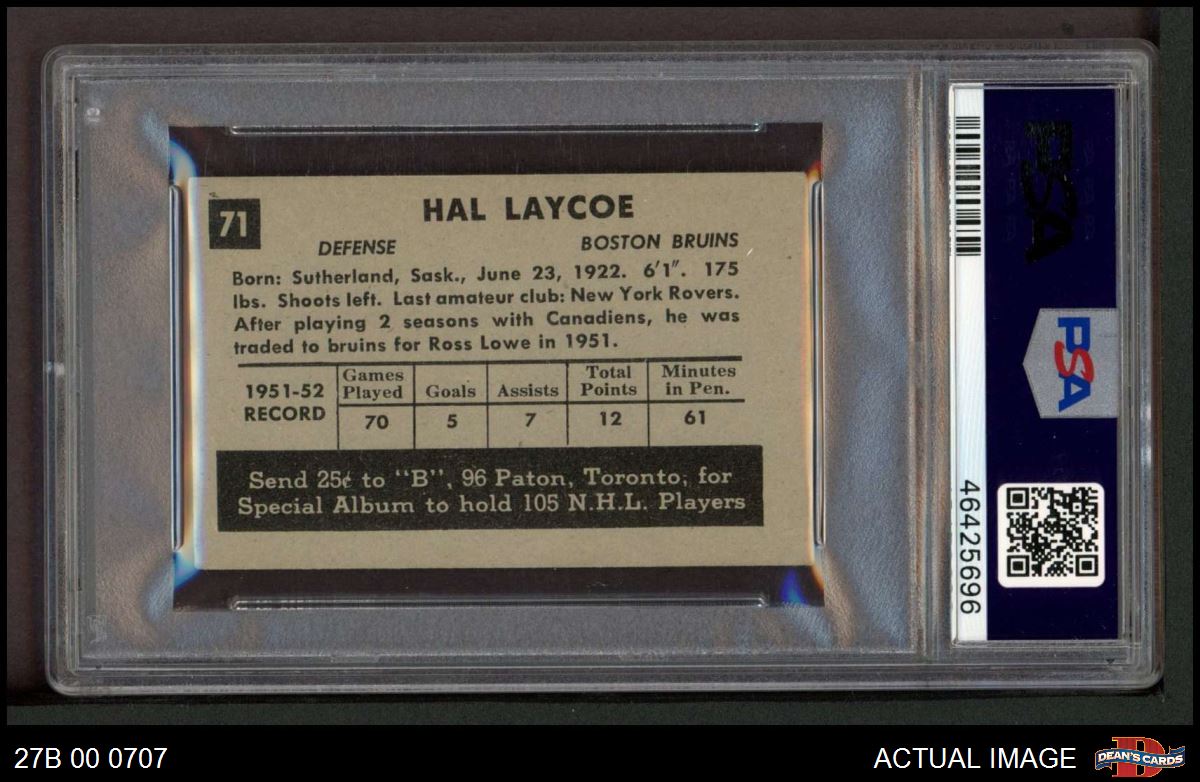 71
HAL LAYCOE
DEFENSE
BOSTON BRUINS
Born: Sutherland, Sask., June 23, 1922. 6'1". 175
lbs. Shoots left. Last amateur club: New York Rovers.
After playing 2 seasons with Canadiens, he was
traded to bruins for Ross Lowe in 1951.
1951-52 RECORD
Games Played
Goals
Assists
Total Points
Minutes in Pen.
70
5
7
12
61
Send 25¢ to "B", 96 Paton, Toronto; for
Special Album to hold 105 N.H.L. Players
PSA
PSA
46425696
27B 00 0707
ACTUAL IMAGE
D
DEAN'S CARDS